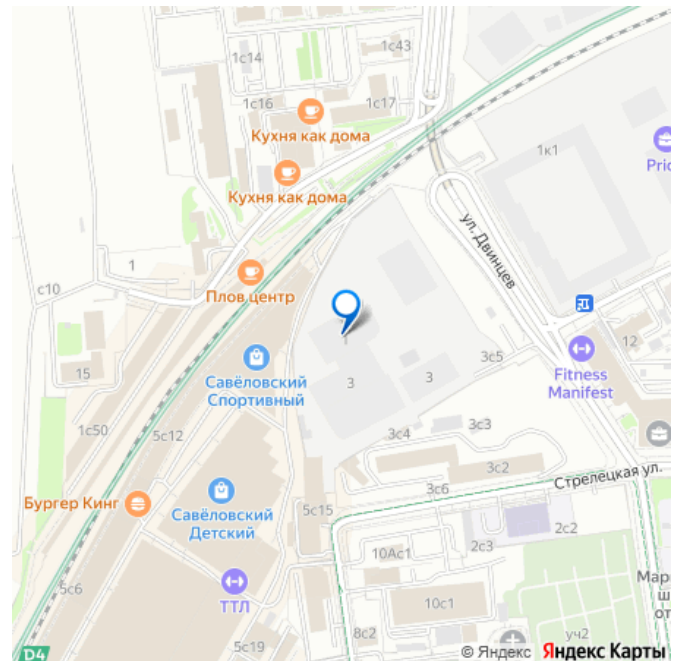 1с14
1с43
1с16
1с17
Кухня как дома
1к1
Pric
Кухня как дома
ул. Двинцев
1
с10
Плов центр
12
15
3с5
Fitness
Manifest
Савёловский
Спортивный
3
3
1с50
5с12
3с4
3с3
3с2
Стрелецкая ул.
Бургер Кинг
3с6
Савёловский
Детский
5с15
2с2
2с3
10Ас1
5с6
ТТЛ
Мар
ш
от
10с1
8с2
уч2
5с19
D4
© Яндекс Яндекс Карты